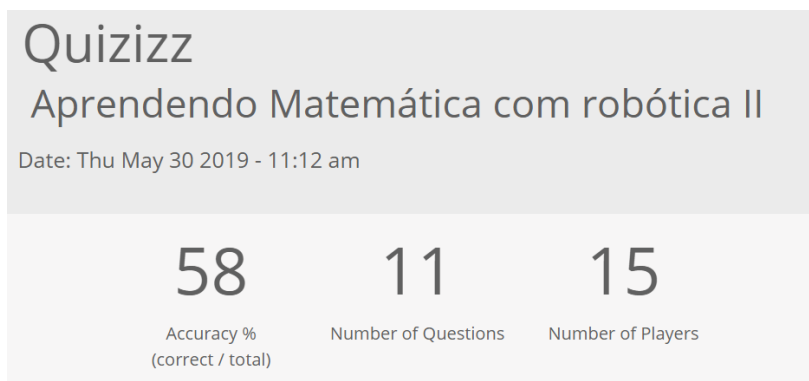 Quizizz
Aprendendo Matemática com robótica II
Date: Thu May 30 2019 - 11:12 am
58 11 15
Accuracy % Number of Questions Number of Players
(correct / total)